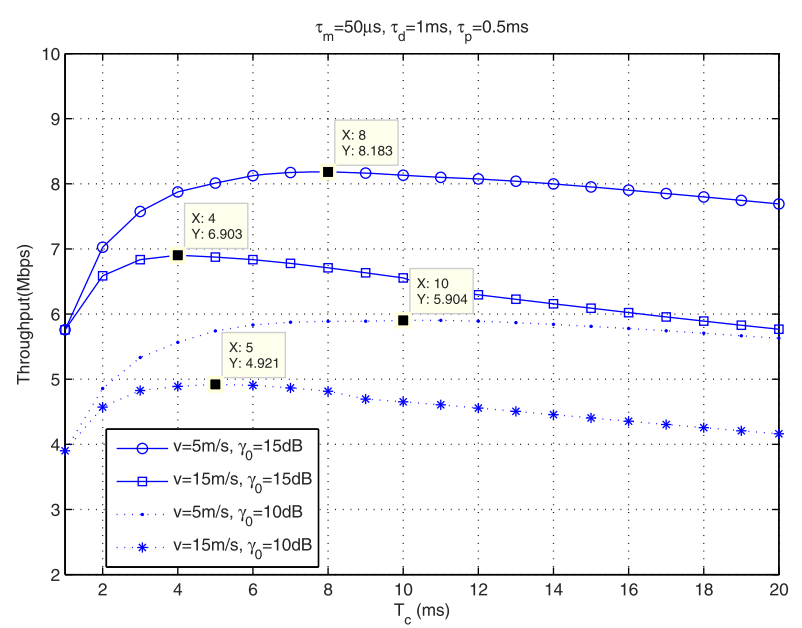 τm=50μs, τd=1ms, τp=0.5ms
10
9
8
7
6
5
4
3
2
Throughput(Mbps)
X: 8
Y: 8.183
X: 4
Y: 6.903
X: 10
Y: 5.904
X: 5
Y: 4.921
v=5m/s, γ0=15dB
v=15m/s, γ0=15dB
v=5m/s, γ0=10dB
v=15m/s, γ0=10dB
2 4 6 8 10 12 14 16 18 20
Tc (ms)